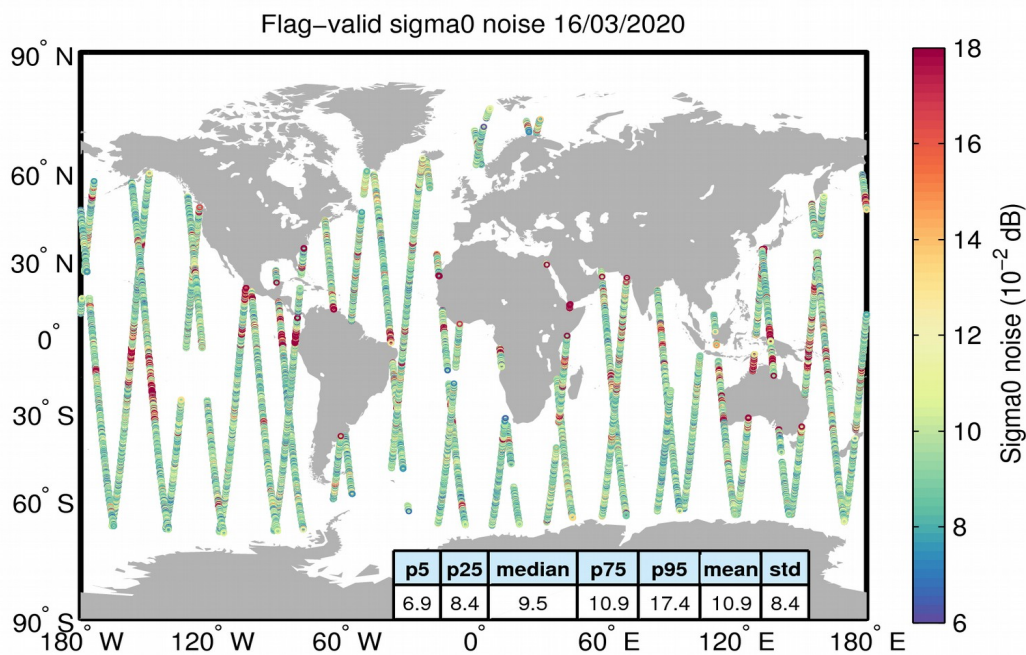 Flag−valid sigma0 noise 16/03/2020
90° N
60° N
30° N
0°
30° S
60° S
90° S
180° W
120° W
60° W
0°
60° E
120° E
180° E
p5 p25 median p75 p95 mean std
6.9 8.4 9.5 10.9 17.4 10.9 8.4
18
16
14
12
10
8
6
Sigma0 noise (10⁻² dB)